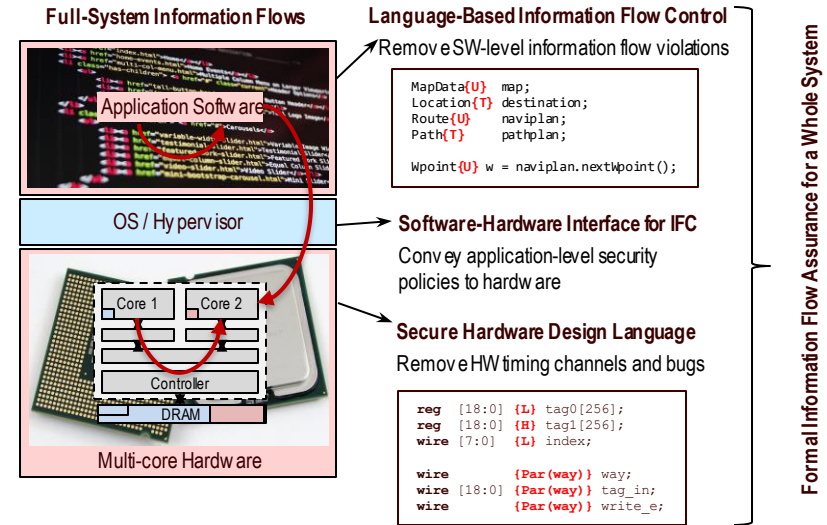 Full-System Information Flows
Application Software
OS / Hypervisor
Core 1
Core 2
Controller
DRAM
Multi-core Hardware
Language-Based Information Flow Control
Remove SW-level information flow violations
MapData{U} map;
Location{T} destination;
Route{U} naviplan;
Path{T} pathplan;
Wpoint{U} w = naviplan.nextWpoint();
Software-Hardware Interface for IFC
Convey application-level security
policies to hardware
Secure Hardware Design Language
Remove HW timing channels and bugs
reg [18:0] {L} tag0[256];
reg [18:0] {H} tag1[256];
wire [7:0] {L} index;
wire {Par(way)} way;
wire [18:0] {Par(way)} tag_in;
wire {Par(way)} write_e;
Formal Information Flow Assurance for a Whole System